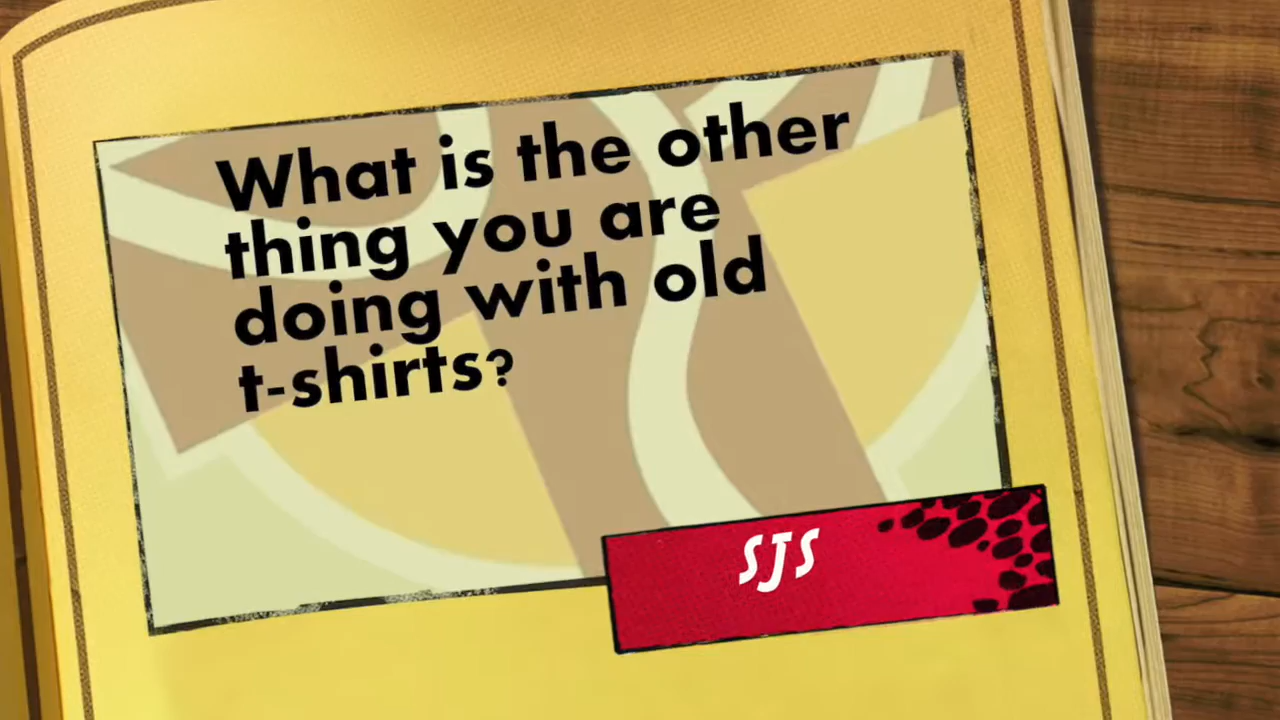 What is the other
thing you are
doing with old
t-shirts?
SJS